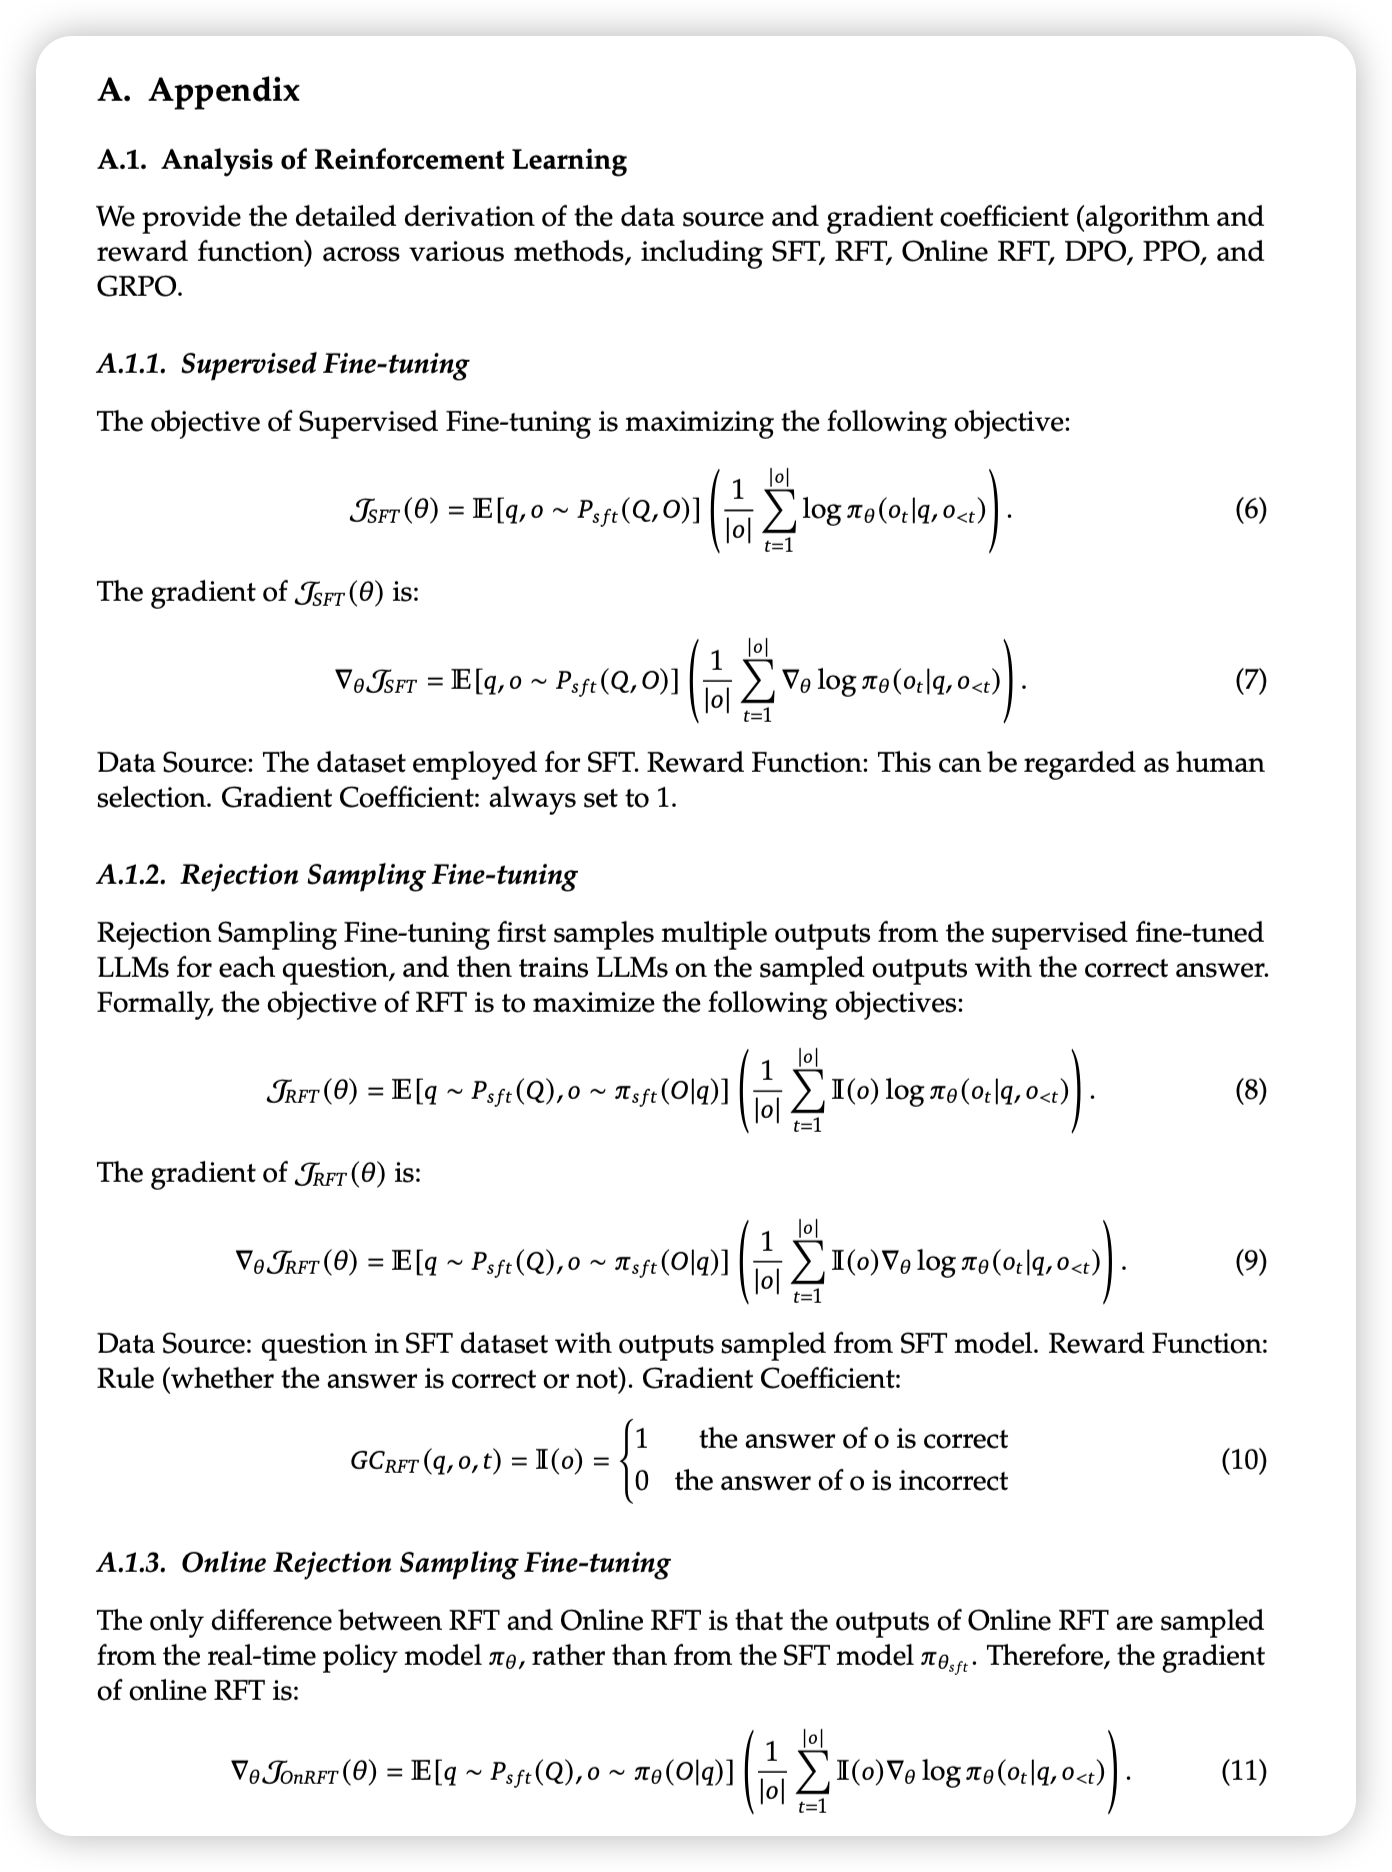 A. Appendix
A.1. Analysis of Reinforcement Learning
We provide the detailed derivation of the data source and gradient coefficient (algorithm and
reward function) across various methods, including SFT, RFT, Online RFT, DPO, PPO, and
GRPO.
A.1.1. Supervised Fine-tuning
The objective of Supervised Fine-tuning is maximizing the following objective:
$\mathcal{J}_{SFT}(\theta) = \mathbb{E}[q, o \sim P_{sft}(Q, O)] \left( \frac{1}{|o|} \sum_{t=1}^{|o|} \log \pi_\theta(o_t|q, o_{<t}) \right).$ (6)
The gradient of $\mathcal{J}_{SFT}(\theta)$ is:
$\nabla_\theta \mathcal{J}_{SFT} = \mathbb{E}[q, o \sim P_{sft}(Q, O)] \left( \frac{1}{|o|} \sum_{t=1}^{|o|} \nabla_\theta \log \pi_\theta(o_t|q, o_{<t}) \right).$ (7)
Data Source: The dataset employed for SFT. Reward Function: This can be regarded as human
selection. Gradient Coefficient: always set to 1.
A.1.2. Rejection Sampling Fine-tuning
Rejection Sampling Fine-tuning first samples multiple outputs from the supervised fine-tuned
LLMs for each question, and then trains LLMs on the sampled outputs with the correct answer.
Formally, the objective of RFT is to maximize the following objectives:
$\mathcal{J}_{RFT}(\theta) = \mathbb{E}[q \sim P_{sft}(Q), o \sim \pi_{sft}(O|q)] \left( \frac{1}{|o|} \sum_{t=1}^{|o|} \mathbb{I}(o) \log \pi_\theta(o_t|q, o_{<t}) \right).$ (8)
The gradient of $\mathcal{J}_{RFT}(\theta)$ is:
$\nabla_\theta \mathcal{J}_{RFT}(\theta) = \mathbb{E}[q \sim P_{sft}(Q), o \sim \pi_{sft}(O|q)] \left( \frac{1}{|o|} \sum_{t=1}^{|o|} \mathbb{I}(o) \nabla_\theta \log \pi_\theta(o_t|q, o_{<t}) \right).$ (9)
Data Source: question in SFT dataset with outputs sampled from SFT model. Reward Function:
Rule (whether the answer is correct or not). Gradient Coefficient:
$GC_{RFT}(q, o, t) = \mathbb{I}(o) = \begin{cases} 1 & \text{the answer of o is correct} \\ 0 & \text{the answer of o is incorrect} \end{cases}$ (10)
A.1.3. Online Rejection Sampling Fine-tuning
The only difference between RFT and Online RFT is that the outputs of Online RFT are sampled
from the real-time policy model $\pi_\theta$, rather than from the SFT model $\pi_{\theta_{sft}}$. Therefore, the gradient
of online RFT is:
$\nabla_\theta \mathcal{J}_{OnRFT}(\theta) = \mathbb{E}[q \sim P_{sft}(Q), o \sim \pi_\theta(O|q)] \left( \frac{1}{|o|} \sum_{t=1}^{|o|} \mathbb{I}(o) \nabla_\theta \log \pi_\theta(o_t|q, o_{<t}) \right).$ (11)